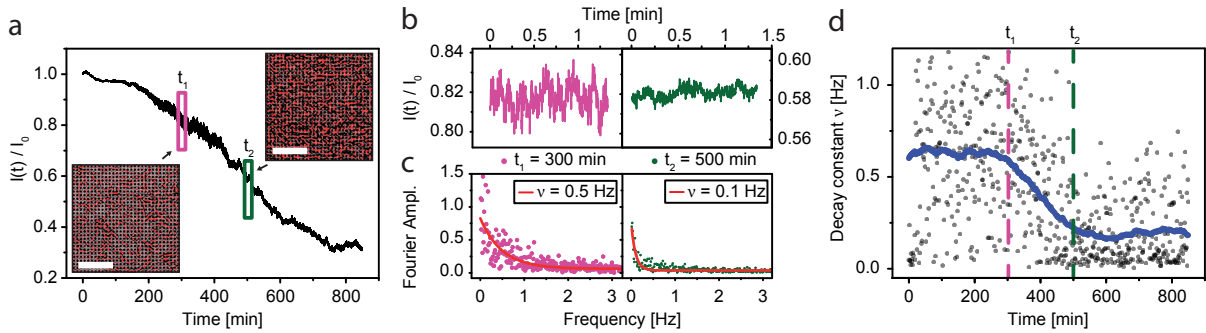 a
I(t) / I0
1.0
0.8
0.6
0.4
0.2
t1
t2
0
200
400
600
800
Time [min]
b
Time [min]
0.0 0.5 1.0 0.0 0.5 1.0 1.5
I(t) / I0
0.84
0.82
0.80
0.60
0.58
0.56
t1 = 300 min t2 = 500 min
c
Fourier Ampl.
1.5
1.0
0.5
0.0
ν = 0.5 Hz ν = 0.1 Hz
0 1 2 3 0 1 2 3
Frequency [Hz]
d
t1 t2
Decay constant ν [Hz]
1.0
0.5
0.0
0 200 400 600 800
Time [min]